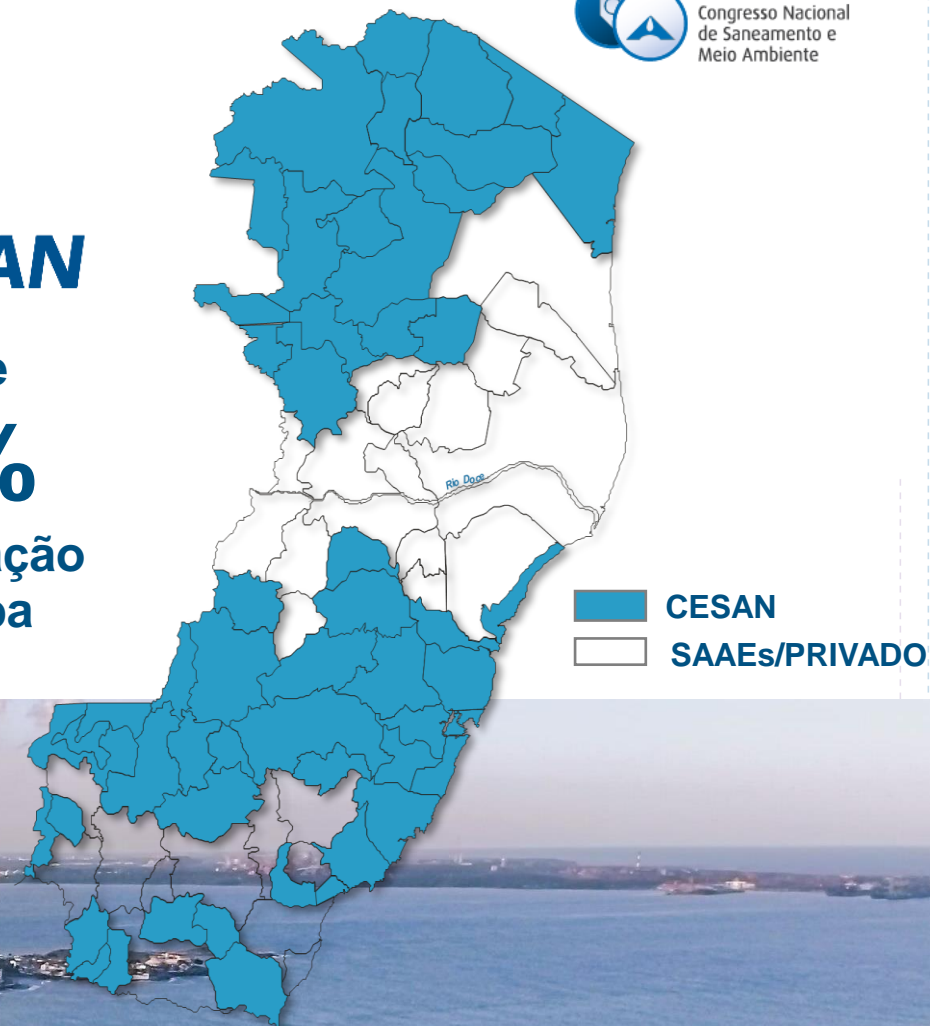 Congresso Nacional
de Saneamento e
Meio Ambiente
AN
e
%
ação
pa
Rio Doce
CESAN
SAAEs/PRIVADO